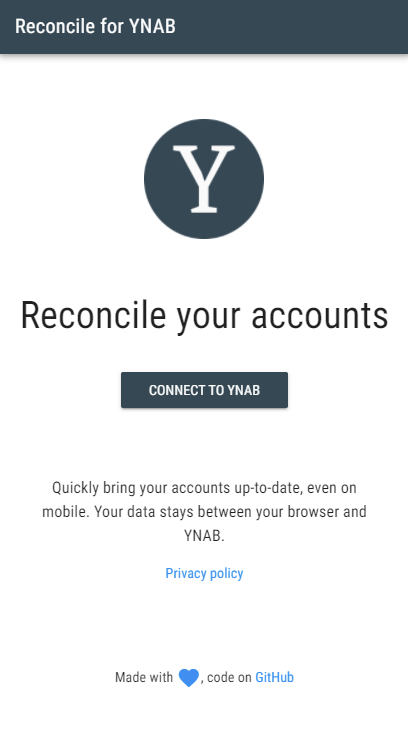 Reconcile for YNAB
Y
Reconcile your accounts
CONNECT TO YNAB
Quickly bring your accounts up-to-date, even on
mobile. Your data stays between your browser and
YNAB.
Privacy policy
Made with , code on GitHub